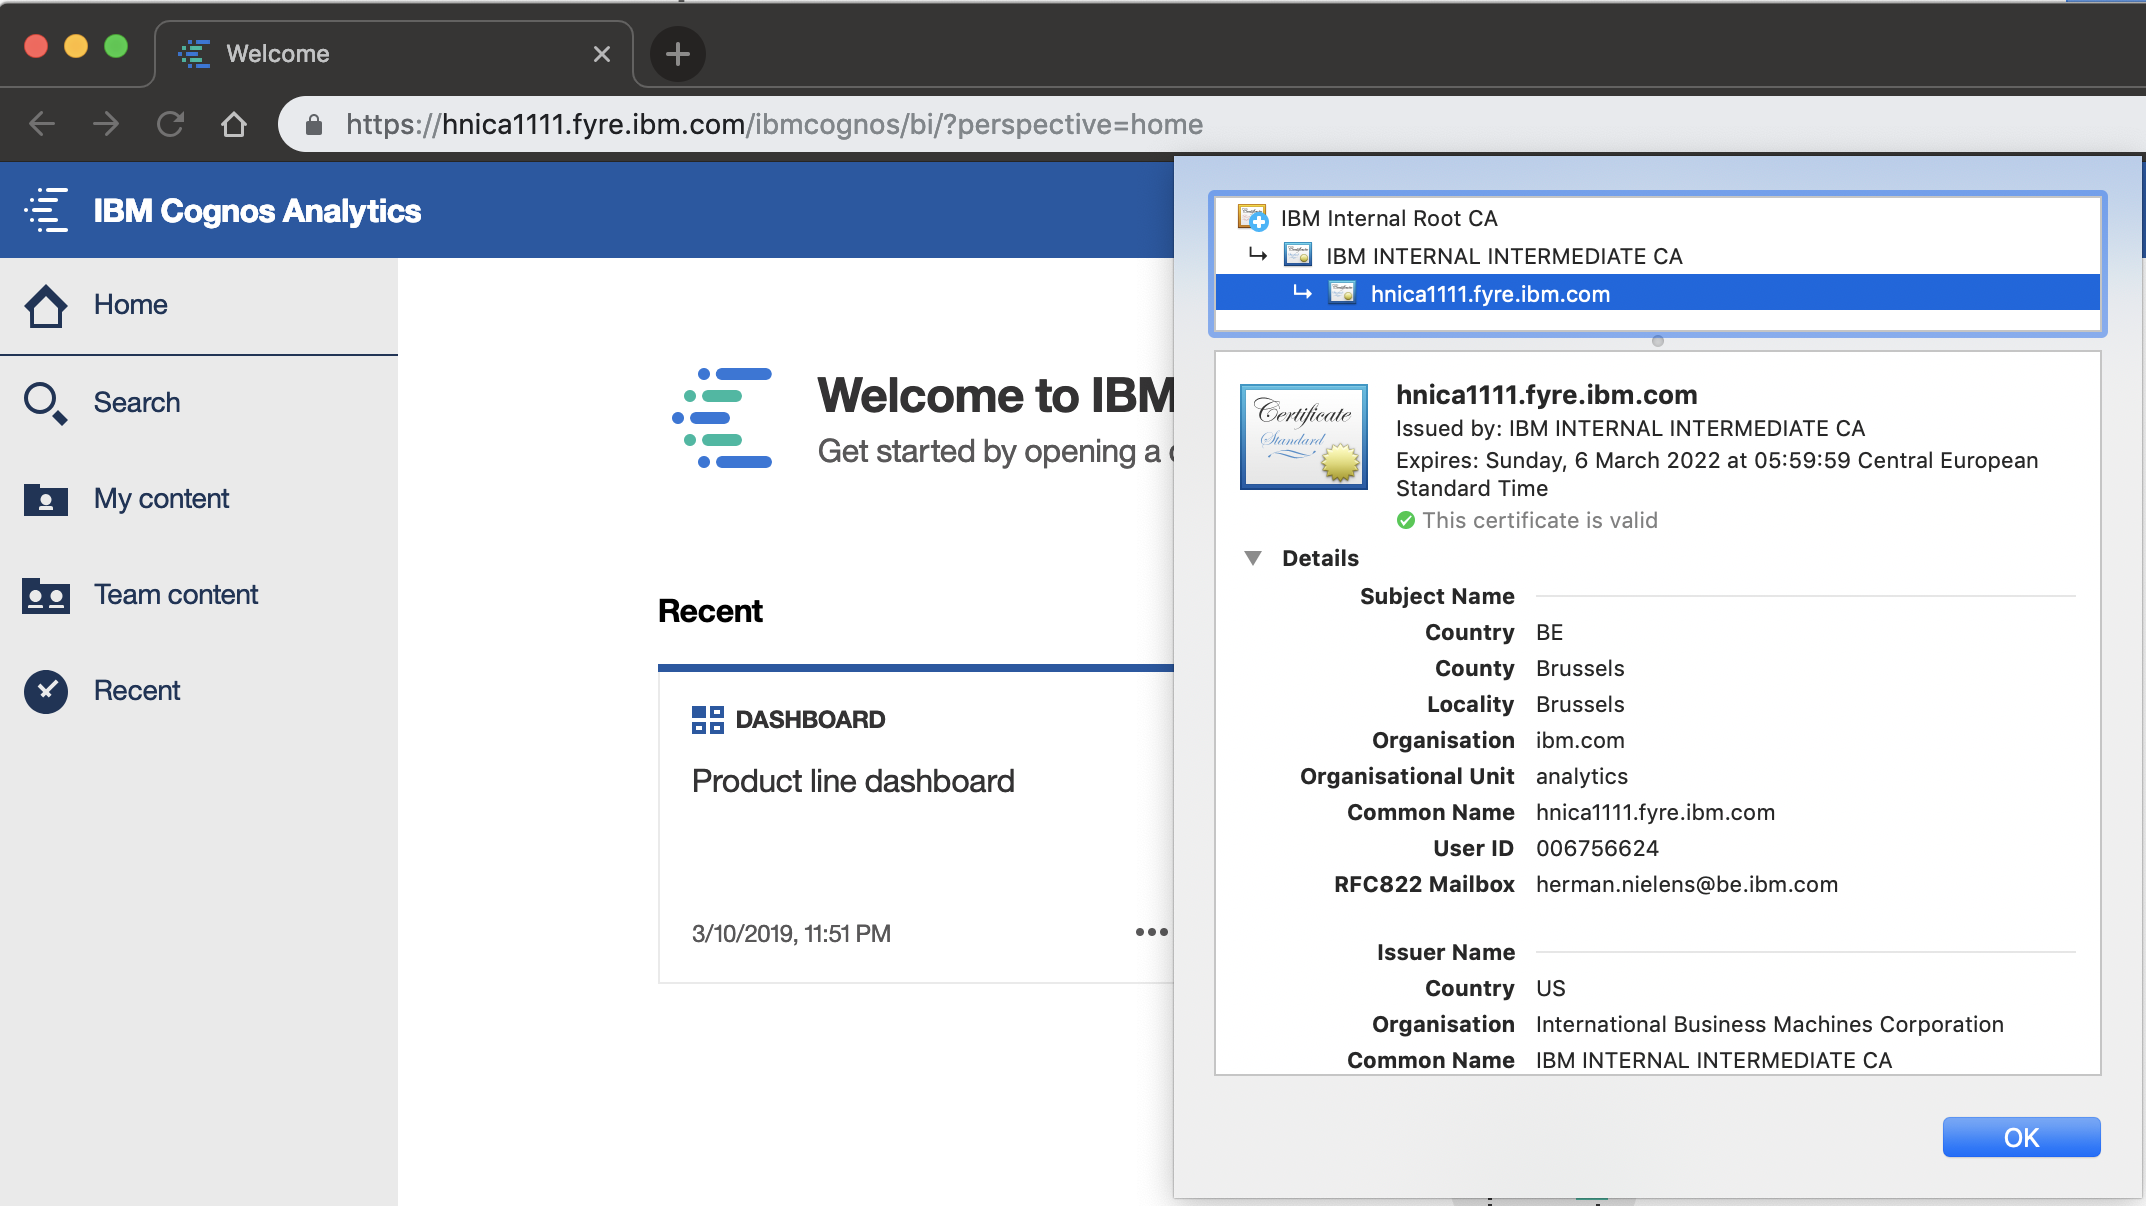 Welcome
https://hnica1111.fyre.ibm.com/ibmcognos/bi/?perspective=home
IBM Cognos Analytics
Home
Search
My content
Team content
Recent
Welcome to IBM
Get started by opening a
Recent
DASHBOARD
Product line dashboard
3/10/2019, 11:51 PM
IBM Internal Root CA
IBM INTERNAL INTERMEDIATE CA
hnica1111.fyre.ibm.com
Certificate
Standard
hnica1111.fyre.ibm.com
Issued by: IBM INTERNAL INTERMEDIATE CA
Expires: Sunday, 6 March 2022 at 05:59:59 Central European
Standard Time
This certificate is valid
Details
Subject Name
Country BE
County Brussels
Locality Brussels
Organisation ibm.com
Organisational Unit analytics
Common Name hnica1111.fyre.ibm.com
User ID 006756624
RFC822 Mailbox herman.nielens@be.ibm.com
Issuer Name
Country US
Organisation International Business Machines Corporation
Common Name IBM INTERNAL INTERMEDIATE CA
OK